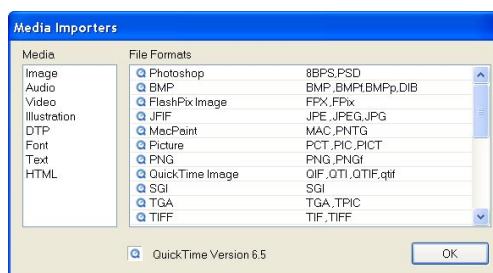 Media Importers
Media File Formats
Image
Audio
Video
Illustration
DTP
Font
Text
HTML
Photoshop 8BPS,PSD
BMP BMP,BMPf,BMPp,DIB
FlashPix Image FPX,FPix
JFIF JPE,JPEG,JPG
MacPaint MAC,PNTG
Picture PCT,PIC,PICT
PNG PNG,PNGf
QuickTime Image QIF,QTI,QTIF,qtif
SGI SGI
TGA TGA,TPIC
TIFF TIF,TIFF
QuickTime Version 6.5 OK